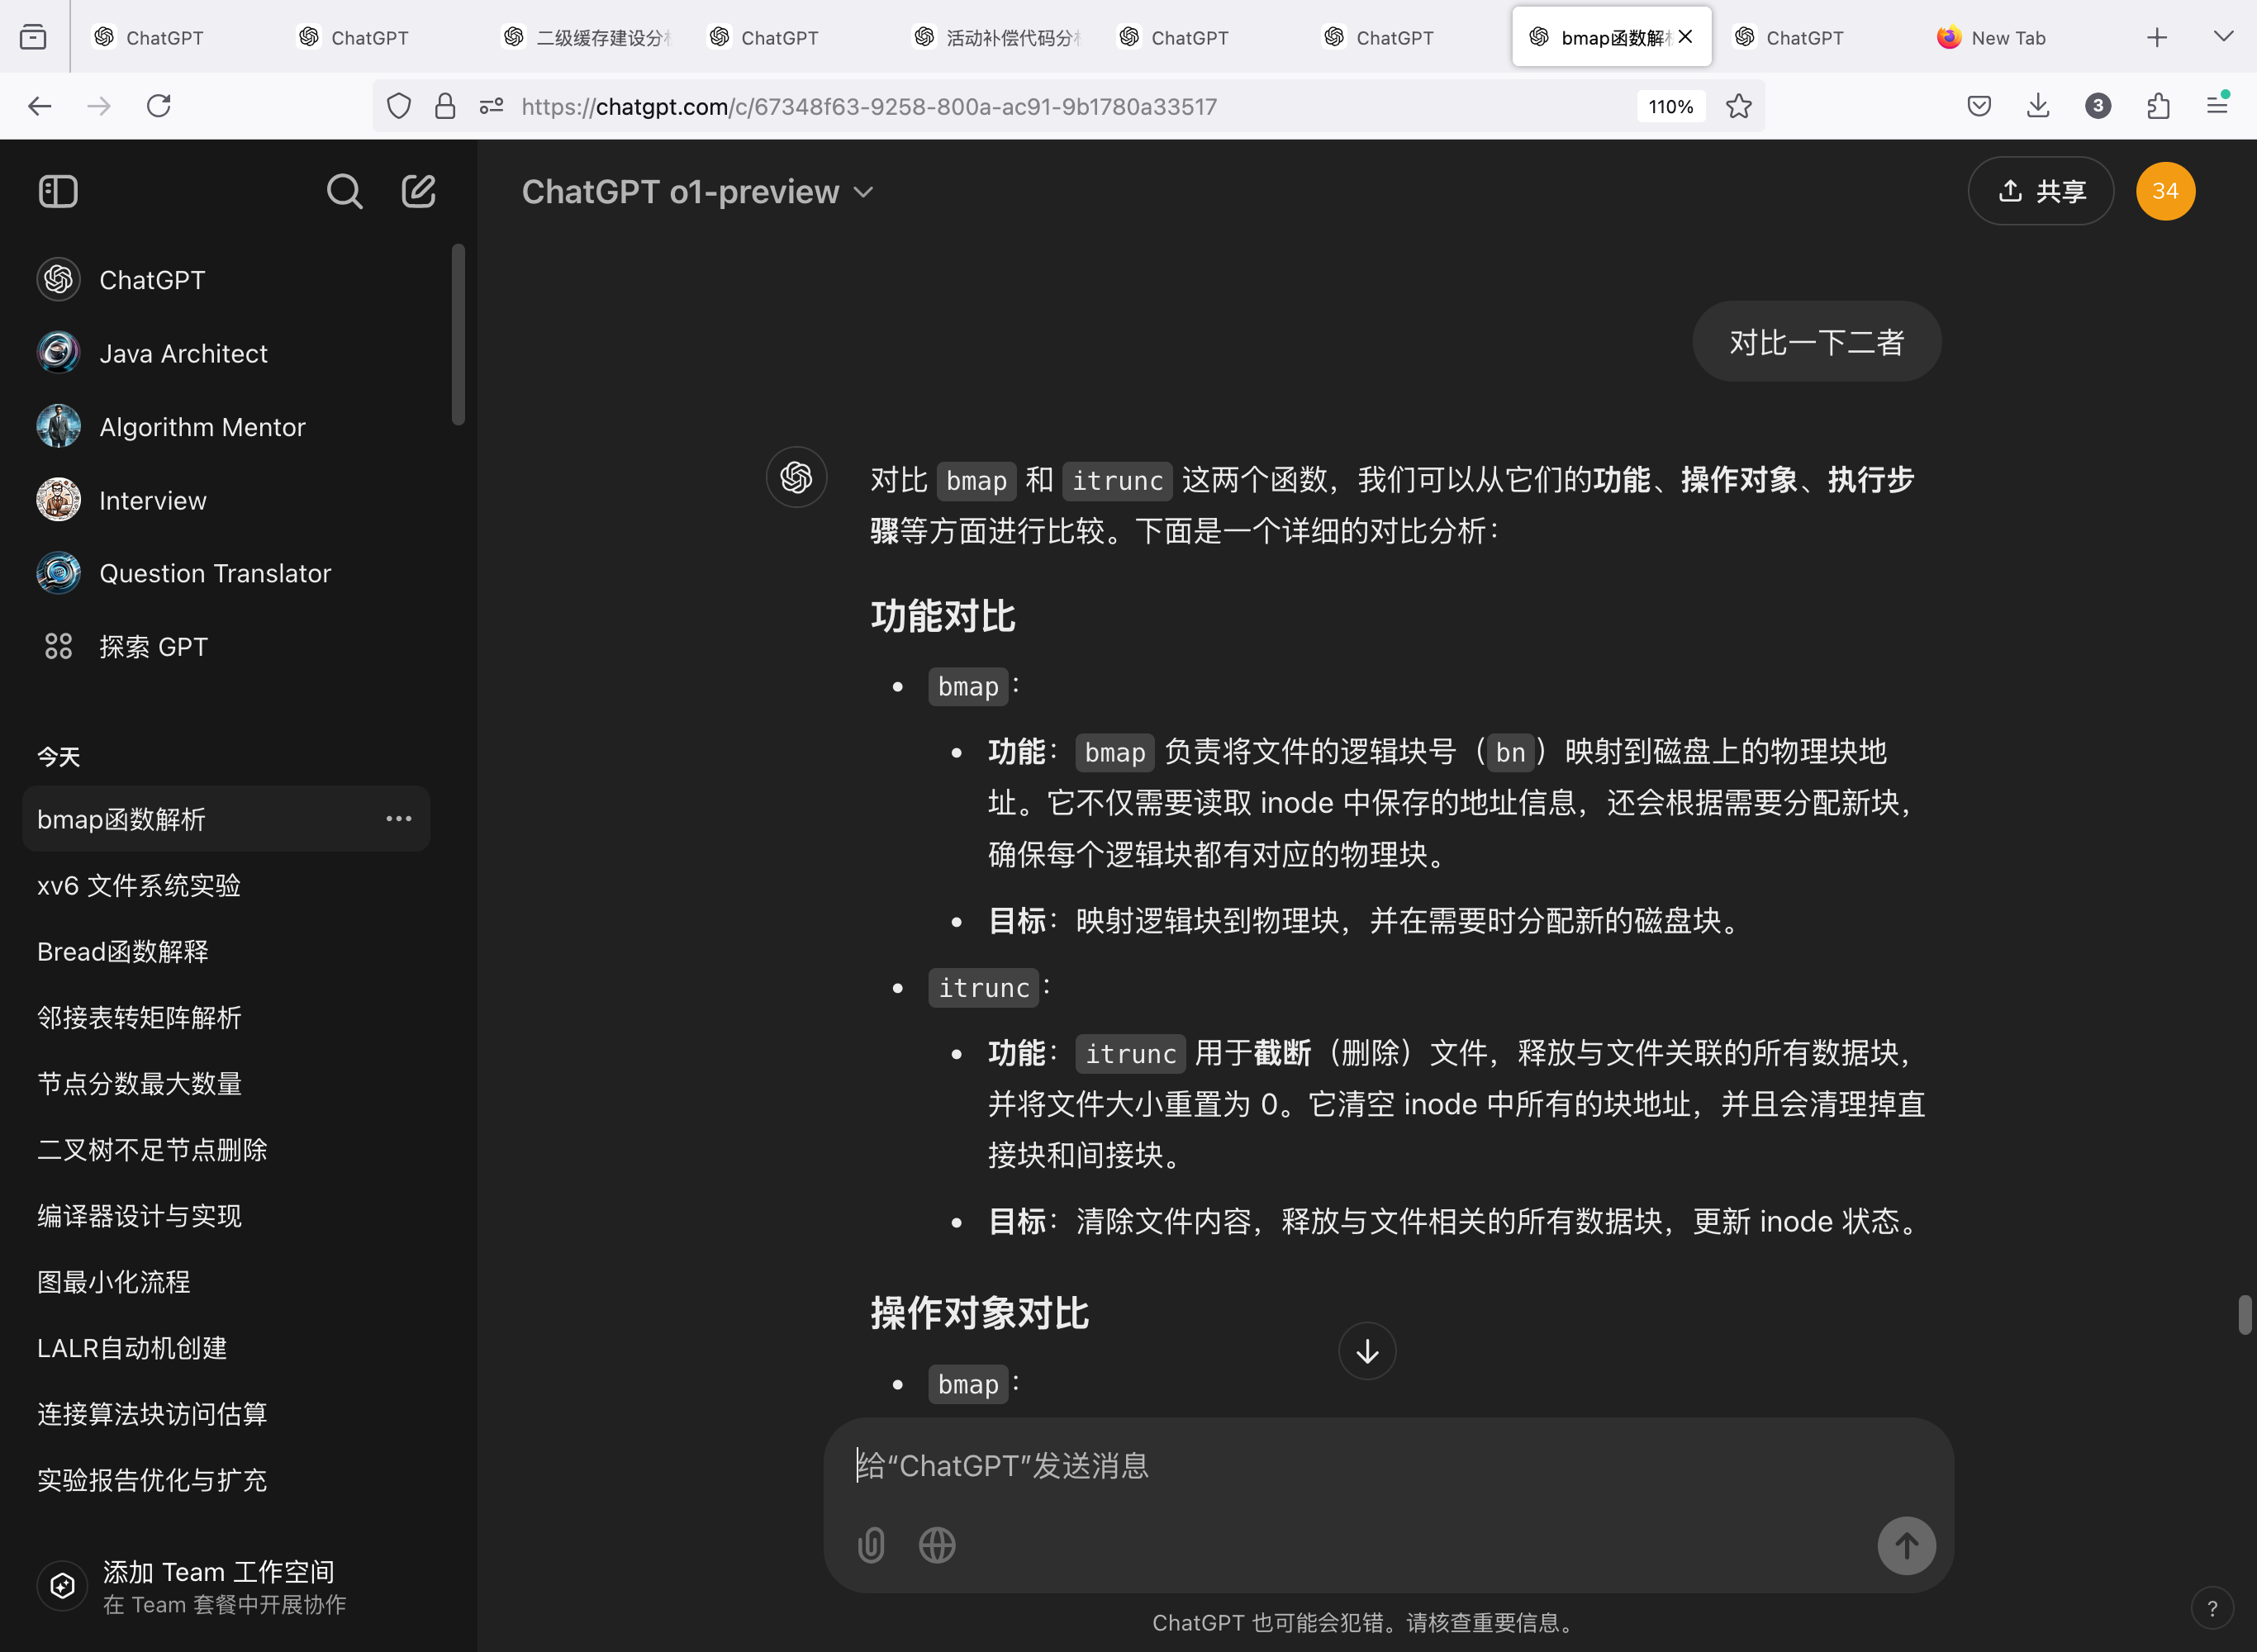 ChatGPT
ChatGPT
二级缓存建设分析
ChatGPT
活动补偿代码分析
ChatGPT
ChatGPT
bmap函数解析
ChatGPT
New Tab
https://chatgpt.com/c/67348f63-9258-800a-ac91-9b1780a33517
110%
3
ChatGPT o1-preview
共享
34
ChatGPT
Java Architect
Algorithm Mentor
Interview
Question Translator
探索 GPT
今天
bmap函数解析
xv6 文件系统实验
Bread函数解释
邻接表转矩阵解析
节点分数最大数量
二叉树不足节点删除
编译器设计与实现
图最小化流程
LALR自动机创建
连接算法块访问估算
实验报告优化与扩充
添加 Team 工作空间
在 Team 套餐中开展协作
对比一下二者
对比 bmap 和 itrunc 这两个函数，我们可以从它们的功能、操作对象、执行步
骤等方面进行比较。下面是一个详细的对比分析：
功能对比
• bmap：
• 功能：bmap 负责将文件的逻辑块号（bn）映射到磁盘上的物理块地
址。它不仅需要读取 inode 中保存的地址信息，还会根据需要分配新块，
确保每个逻辑块都有对应的物理块。
• 目标：映射逻辑块到物理块，并在需要时分配新的磁盘块。
• itrunc：
• 功能：itrunc 用于截断（删除）文件，释放与文件关联的所有数据块，
并将文件大小重置为 0。它清空 inode 中所有的块地址，并且会清理掉直
接块和间接块。
• 目标：清除文件内容，释放与文件相关的所有数据块，更新 inode 状态。
操作对象对比
• bmap：
给“ChatGPT”发送消息
ChatGPT 也可能会犯错。请核查重要信息。
?